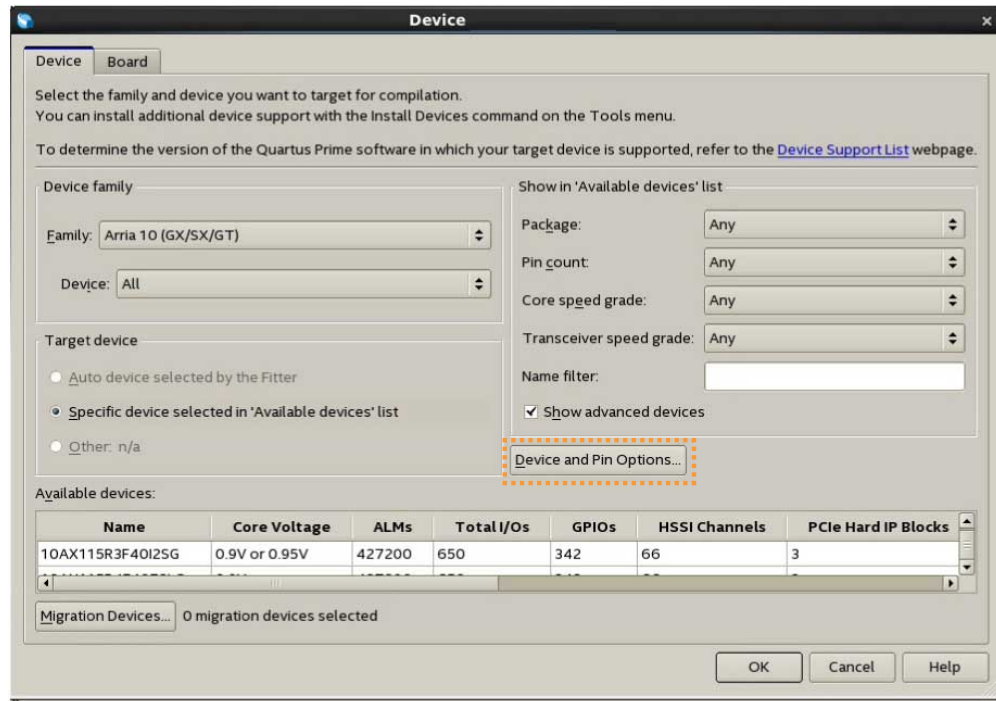 Device
Device Board
Select the family and device you want to target for compilation.
You can install additional device support with the Install Devices command on the Tools menu.
To determine the version of the Quartus Prime software in which your target device is supported, refer to the Device Support List webpage.
Device family
Family: Arria 10 (GX/SX/GT)
Device: All
Show in 'Available devices' list
Package: Any
Pin count: Any
Core speed grade: Any
Transceiver speed grade: Any
Name filter:
Show advanced devices
Target device
Auto device selected by the Fitter
Specific device selected in 'Available devices' list
Other: n/a
Device and Pin Options...
Available devices:
Name Core Voltage ALMs Total I/Os GPIOs HSSI Channels PCIe Hard IP Blocks
10AX115R3F40I2SG 0.9V or 0.95V 427200 650 342 66 3
Migration Devices... 0 migration devices selected
OK Cancel Help